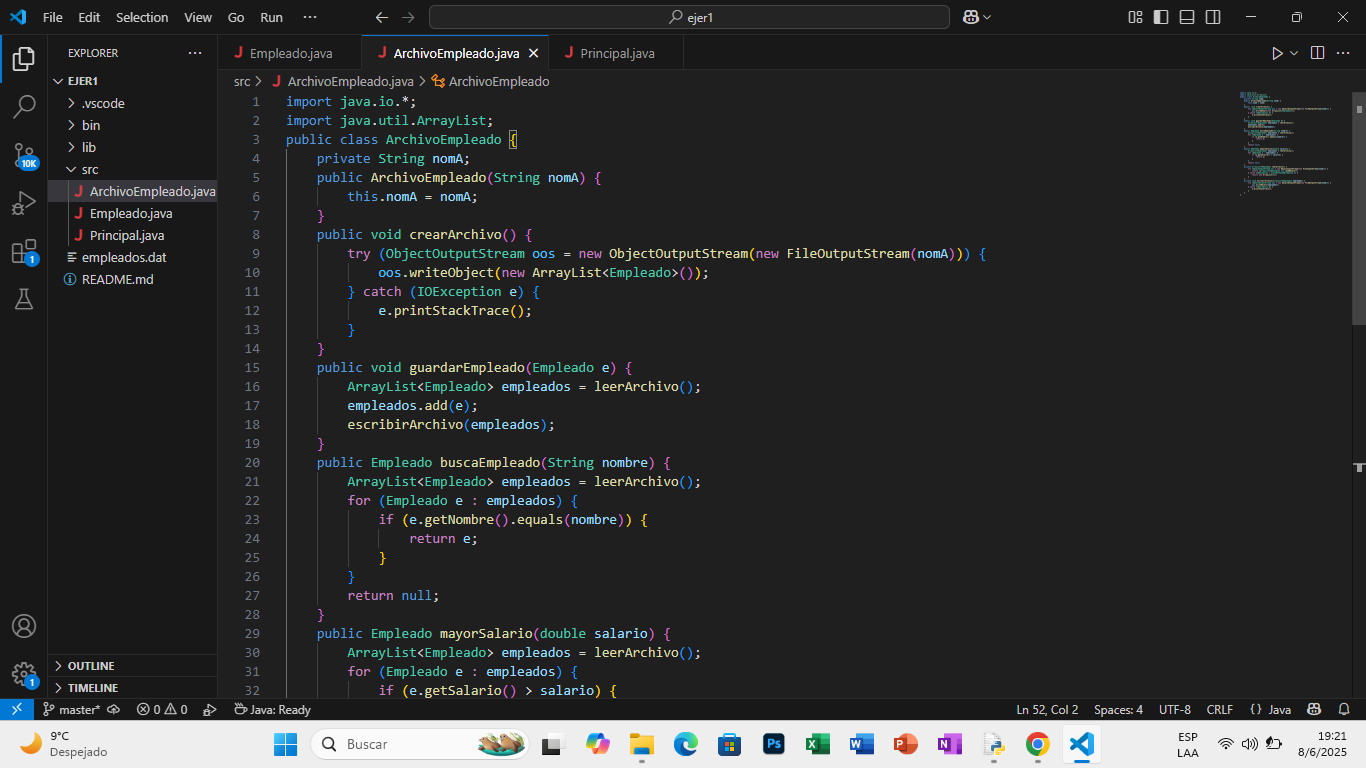 File Edit Selection View Go Run ··· ejer1
EXPLORER ···
EJER1
.vscode
bin
lib
src
ArchivoEmpleado.java
Empleado.java
Principal.java
empleados.dat
README.md
OUTLINE
TIMELINE
10K
1
1
Empleado.java ArchivoEmpleado.java Principal.java
src > ArchivoEmpleado.java > ArchivoEmpleado
1 import java.io.*;
2 import java.util.ArrayList;
3 public class ArchivoEmpleado {
4 private String nomA;
5 public ArchivoEmpleado(String nomA) {
6 this.nomA = nomA;
7 }
8 public void crearArchivo() {
9 try (ObjectOutputStream oos = new ObjectOutputStream(new FileOutputStream(nomA))) {
10 oos.writeObject(new ArrayList<Empleado>());
11 } catch (IOException e) {
12 e.printStackTrace();
13 }
14 }
15 public void guardarEmpleado(Empleado e) {
16 ArrayList<Empleado> empleados = leerArchivo();
17 empleados.add(e);
18 escribirArchivo(empleados);
19 }
20 public Empleado buscaEmpleado(String nombre) {
21 ArrayList<Empleado> empleados = leerArchivo();
22 for (Empleado e : empleados) {
23 if (e.getNombre().equals(nombre)) {
24 return e;
25 }
26 }
27 return null;
28 }
29 public Empleado mayorSalario(double salario) {
30 ArrayList<Empleado> empleados = leerArchivo();
31 for (Empleado e : empleados) {
32 if (e.getSalario() > salario) {
master* 0 0 Java: Ready Ln 52, Col 2 Spaces: 4 UTF-8 CRLF {} Java
9°C
Despejado
Buscar
ESP
LAA
19:21
8/6/2025